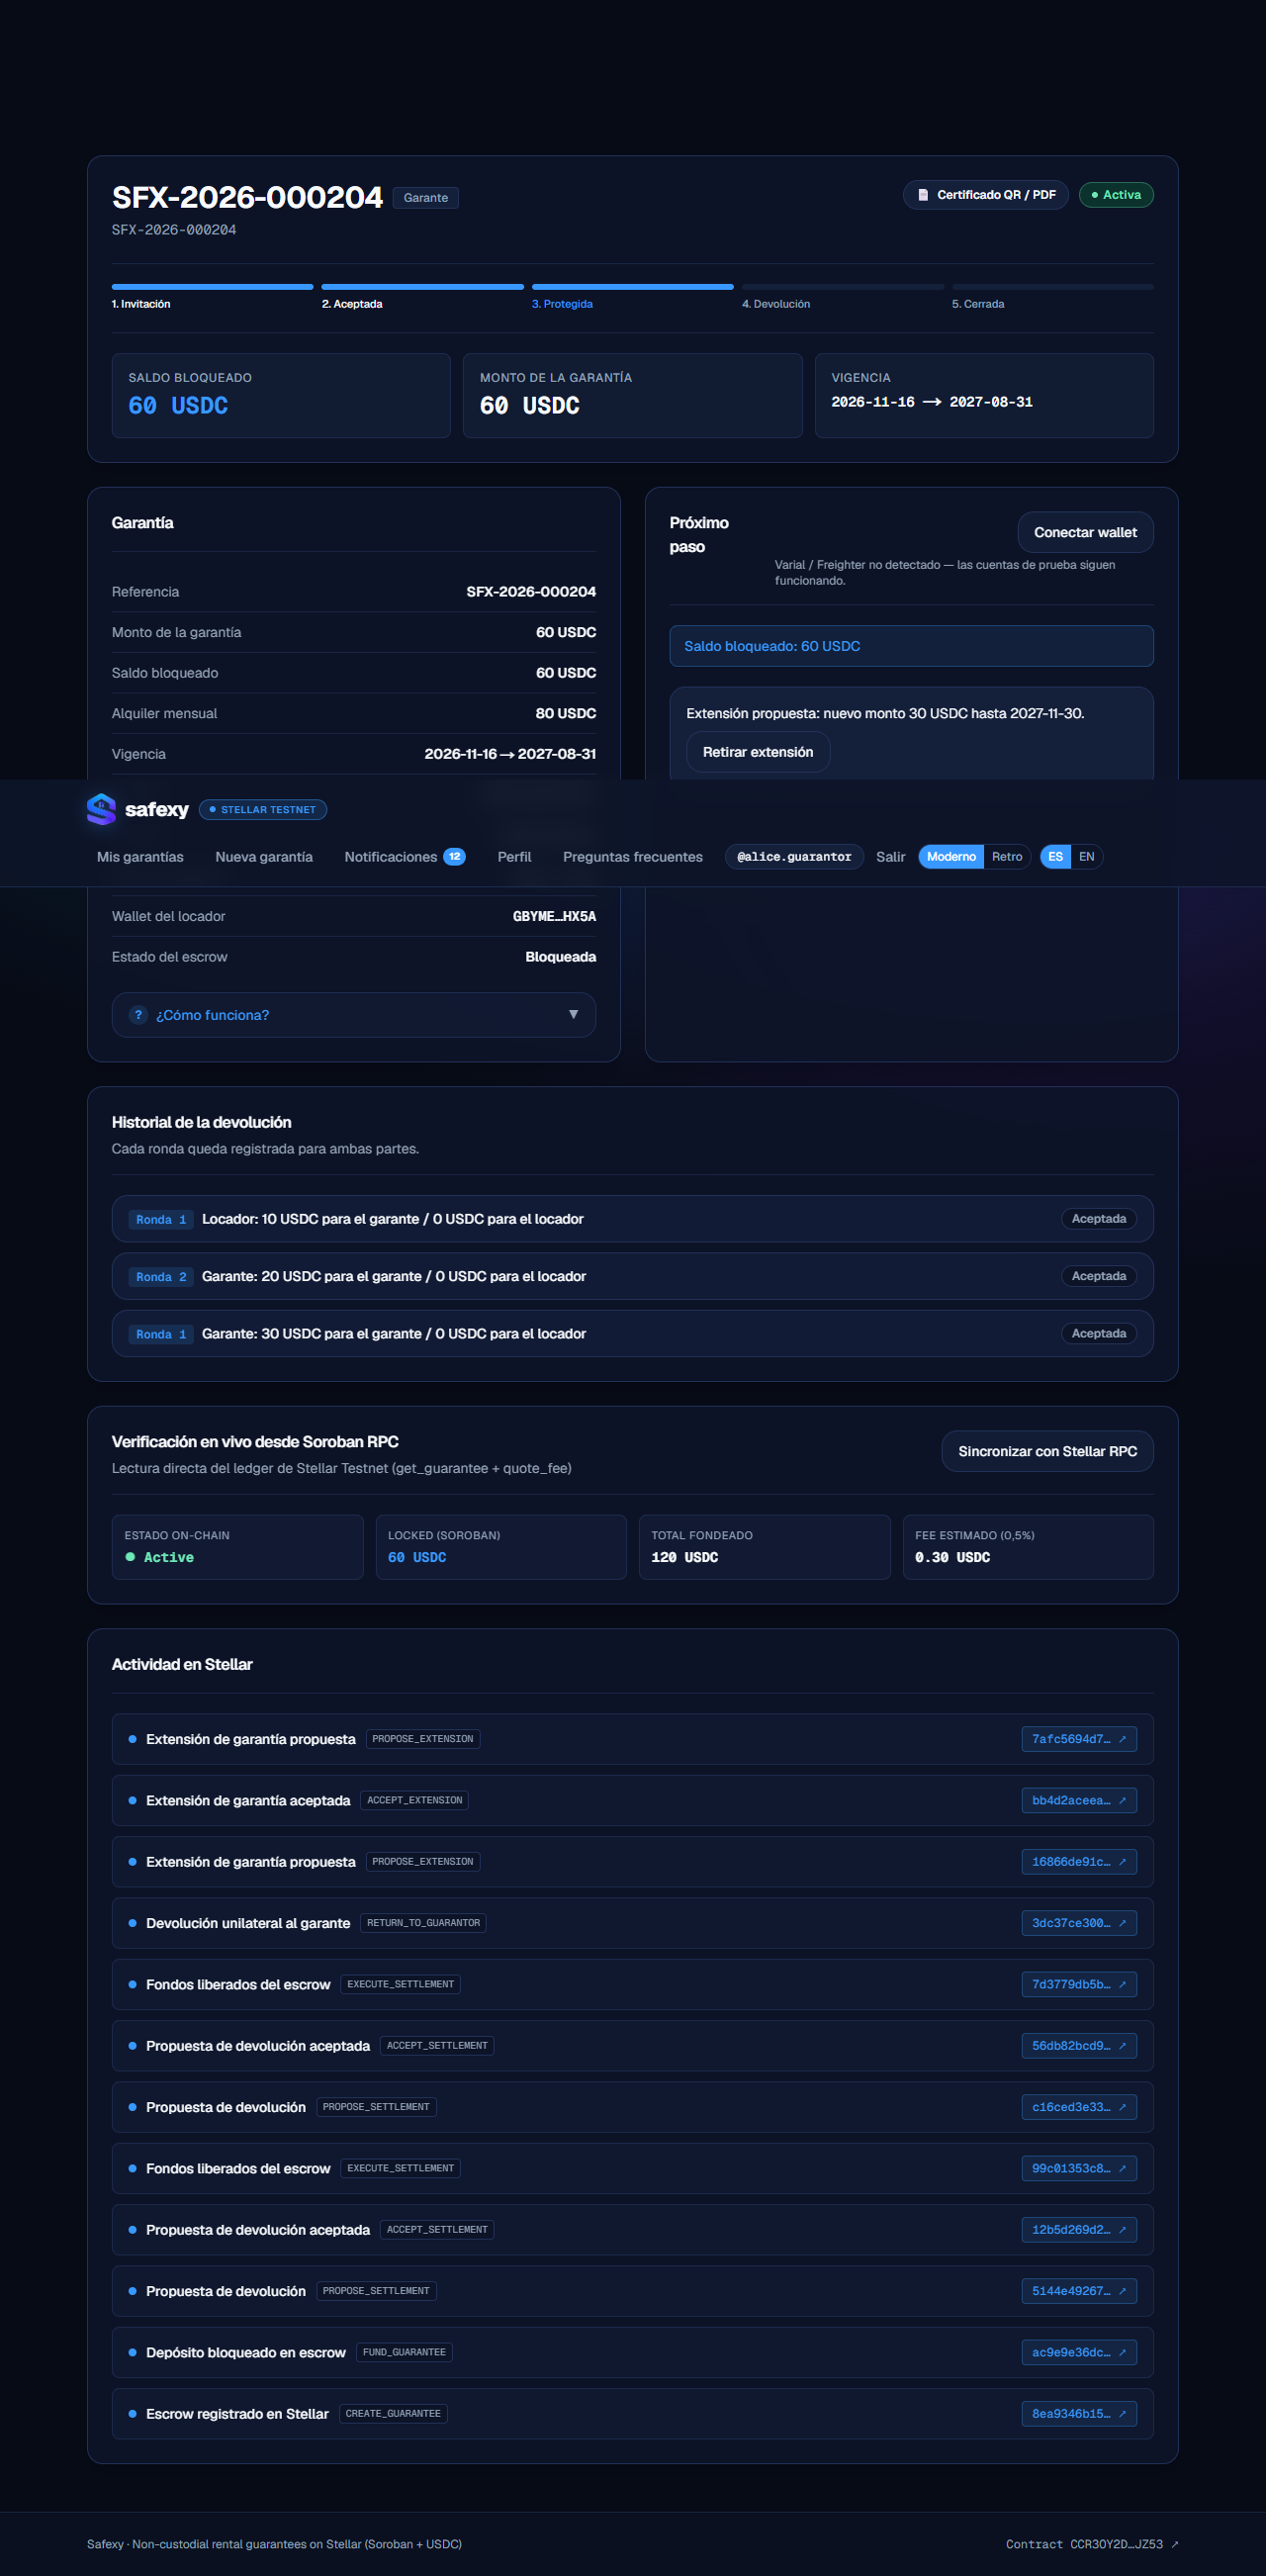 SFX-2026-000204 Garante
Certificado QR / PDF
Activa
SFX-2026-000204
1. Invitación
2. Aceptada
3. Protegida
4. Devolución
5. Cerrada
SALDO BLOQUEADO
60 USDC
MONTO DE LA GARANTÍA
60 USDC
VIGENCIA
2026-11-16 → 2027-08-31
Garantía
Referencia SFX-2026-000204
Monto de la garantía 60 USDC
Saldo bloqueado 60 USDC
Alquiler mensual 80 USDC
Vigencia 2026-11-16 → 2027-08-31
Próximo
paso
Conectar wallet
Varial / Freighter no detectado — las cuentas de prueba siguen
funcionando.
Saldo bloqueado: 60 USDC
Extensión propuesta: nuevo monto 30 USDC hasta 2027-11-30.
Retirar extensión
safexy
STELLAR TESTNET
Mis garantías Nueva garantía Notificaciones 12 Perfil Preguntas frecuentes @alice.guarantor Salir Moderno Retro ES EN
Wallet del locador GBYME…HX5A
Estado del escrow Bloqueada
? ¿Cómo funciona? ▼
Historial de la devolución
Cada ronda queda registrada para ambas partes.
Ronda 1 Locador: 10 USDC para el garante / 0 USDC para el locador Aceptada
Ronda 2 Garante: 20 USDC para el garante / 0 USDC para el locador Aceptada
Ronda 1 Garante: 30 USDC para el garante / 0 USDC para el locador Aceptada
Verificación en vivo desde Soroban RPC
Lectura directa del ledger de Stellar Testnet (get_guarantee + quote_fee)
Sincronizar con Stellar RPC
ESTADO ON-CHAIN
Active
LOCKED (SOROBAN)
60 USDC
TOTAL FONDEADO
120 USDC
FEE ESTIMADO (0,5%)
0.30 USDC
Actividad en Stellar
Extensión de garantía propuesta PROPOSE_EXTENSION 7afc5694d7… ↗
Extensión de garantía aceptada ACCEPT_EXTENSION bb4d2aceea… ↗
Extensión de garantía propuesta PROPOSE_EXTENSION 16866de91c… ↗
Devolución unilateral al garante RETURN_TO_GUARANTOR 3dc37ce300… ↗
Fondos liberados del escrow EXECUTE_SETTLEMENT 7d3779db5b… ↗
Propuesta de devolución aceptada ACCEPT_SETTLEMENT 56db82bcd9… ↗
Propuesta de devolución PROPOSE_SETTLEMENT c16ced3e33… ↗
Fondos liberados del escrow EXECUTE_SETTLEMENT 99c01353c8… ↗
Propuesta de devolución aceptada ACCEPT_SETTLEMENT 12b5d269d2… ↗
Propuesta de devolución PROPOSE_SETTLEMENT 5144e49267… ↗
Depósito bloqueado en escrow FUND_GUARANTEE ac9e9e36dc… ↗
Escrow registrado en Stellar CREATE_GUARANTEE 8ea9346b15… ↗
Safexy · Non-custodial rental guarantees on Stellar (Soroban + USDC)
Contract CCR3OY2D…JZ53 ↗